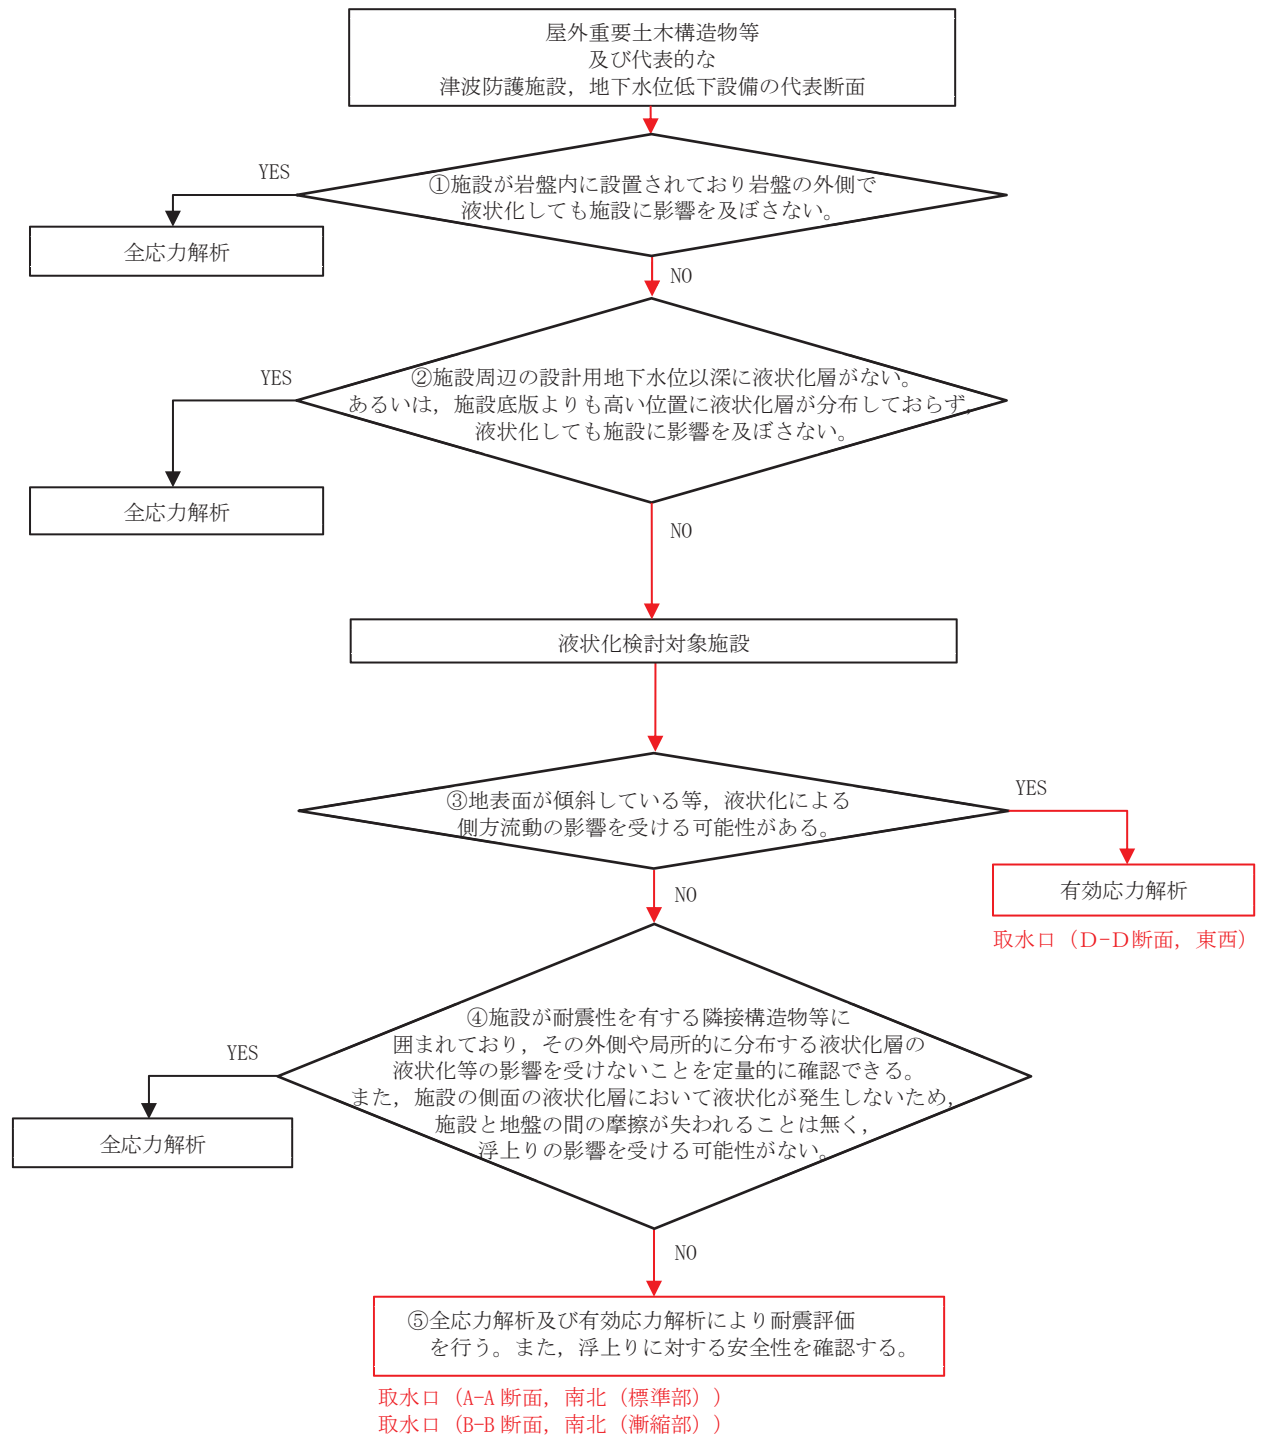 屋外重要土木構造物等
及び代表的な
津波防護施設，地下水位低下設備の代表断面
YES
①施設が岩盤内に設置されており岩盤の外側で
液状化しても施設に影響を及ぼさない。
全応力解析
NO
YES
②施設周辺の設計用地下水位以深に液状化層がない。
あるいは，施設底版よりも高い位置に液状化層が分布しておらず，
液状化しても施設に影響を及ぼさない。
全応力解析
NO
液状化検討対象施設
YES
③地表面が傾斜している等，液状化による
側方流動の影響を受ける可能性がある。
有効応力解析
NO
取水口（Ｄ−Ｄ断面，東西）
④施設が耐震性を有する隣接構造物等に
囲まれており，その外側や局所的に分布する液状化層の
YES
液状化等の影響を受けないことを定量的に確認できる。
また，施設の側面の液状化層において液状化が発生しないため，
施設と地盤の間の摩擦が失われることは無く，
浮上りの影響を受ける可能性がない。
全応力解析
NO
⑤全応力解析及び有効応力解析により耐震評価
を行う。また，浮上りに対する安全性を確認する。
取水口（A-A 断面，南北（標準部））
取水口（B-B 断面，南北（漸縮部））